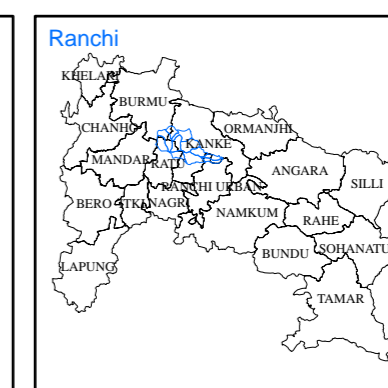 Ranchi
KHELARI
BURMU
CHANHO
ORMANJHI
KANKE
MANDAR
RATU
ANGARA
SILLI
RANCHI URBAN
BERO
ITKI
NAGRI
NAMKUM
RAHE
BUNDU
SOHANATU
LAPUNG
TAMAR